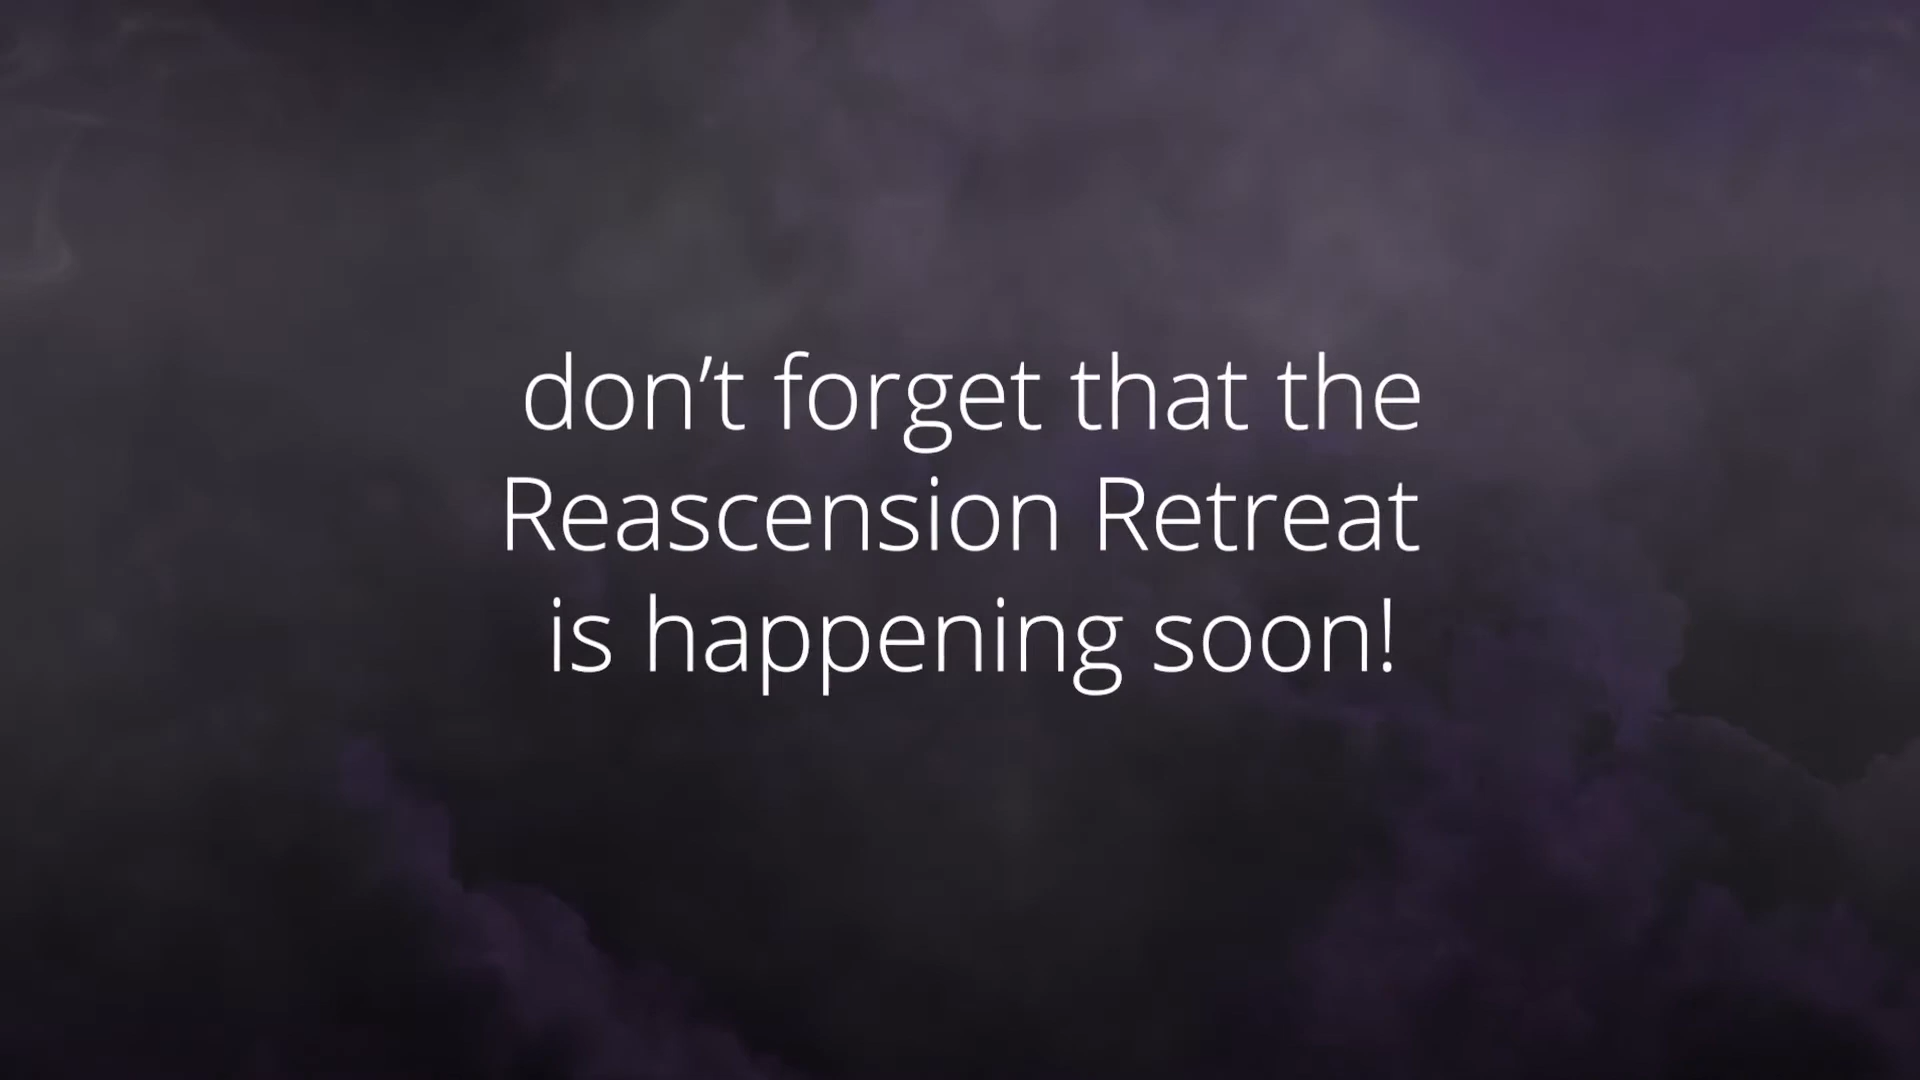 don’t forget that the
Reascension Retreat
is happening soon!